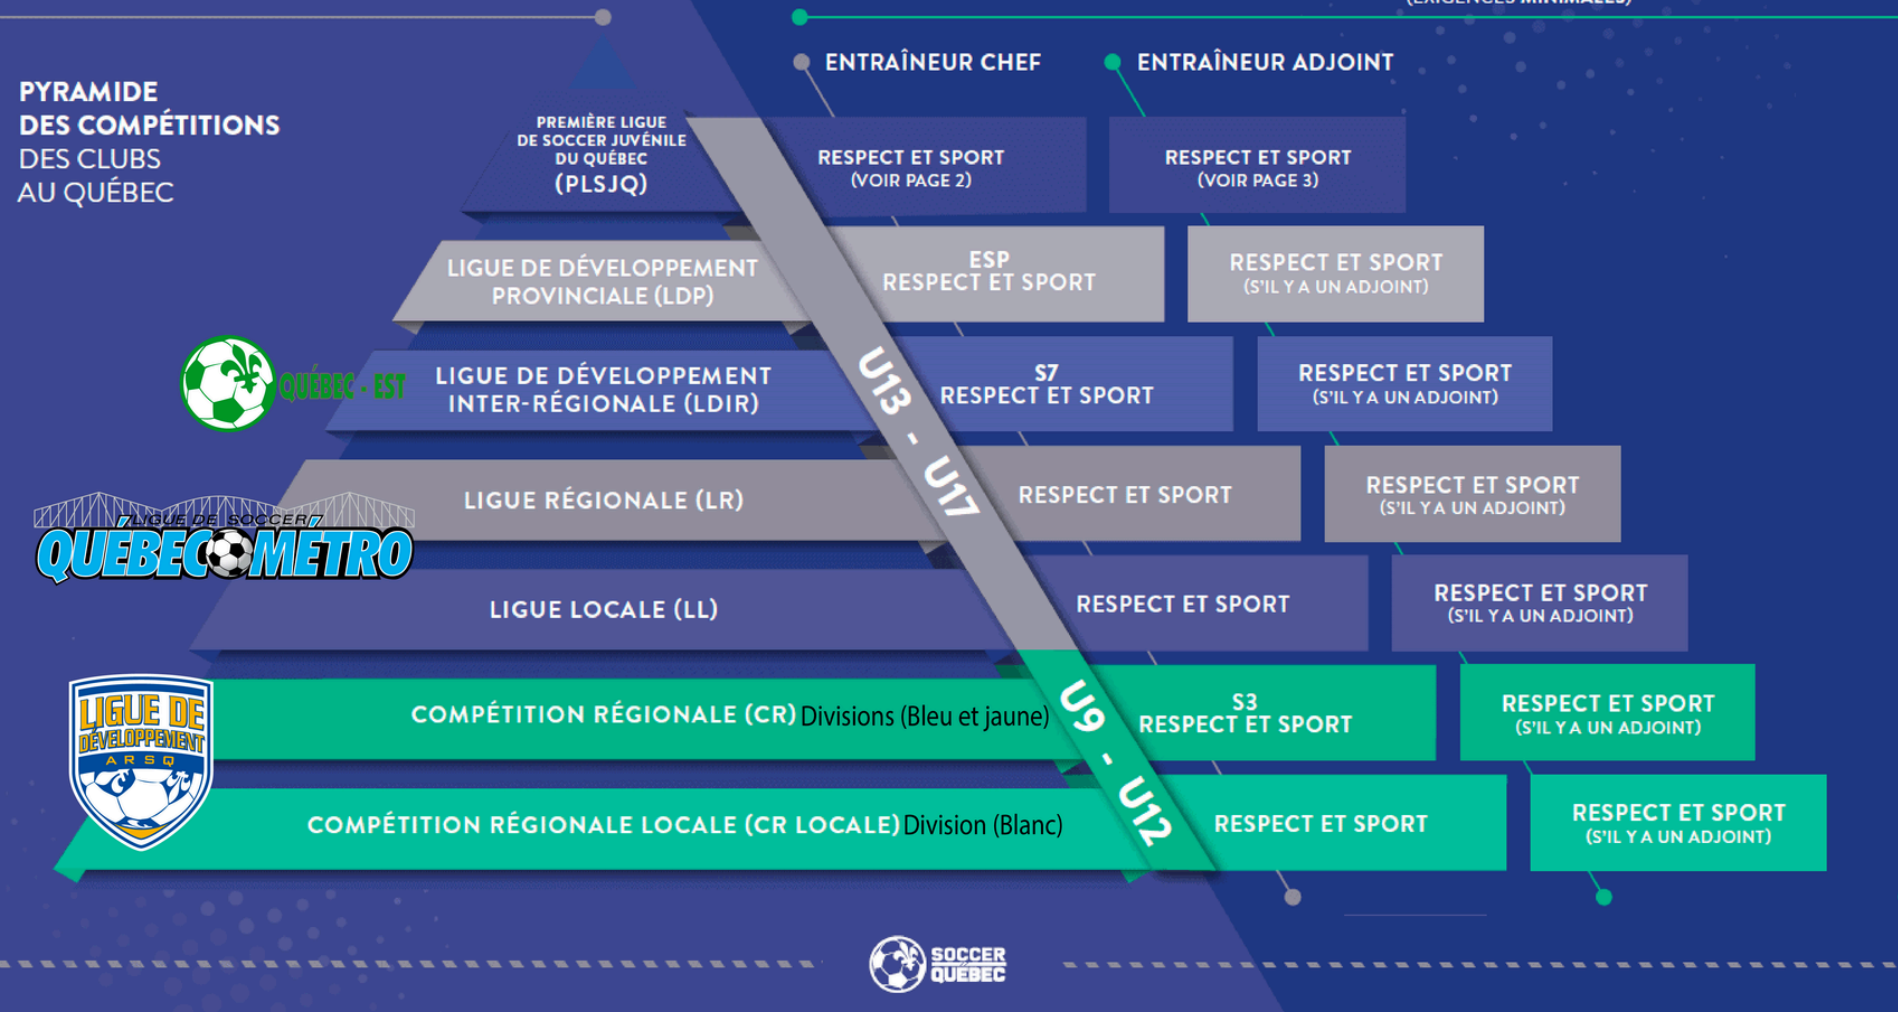 (EXIGENCES MINIMALES)
PYRAMIDE
DES COMPÉTITIONS
DES CLUBS
AU QUÉBEC
ENTRAÎNEUR CHEF
ENTRAÎNEUR ADJOINT
PREMIÈRE LIGUE
DE SOCCER JUVÉNILE
DU QUÉBEC
(PLSJQ)
RESPECT ET SPORT
(VOIR PAGE 2)
RESPECT ET SPORT
(VOIR PAGE 3)
LIGUE DE DÉVELOPPEMENT
PROVINCIALE (LDP)
ESP
RESPECT ET SPORT
RESPECT ET SPORT
(S'IL Y A UN ADJOINT)
QUÉBEC - EST
LIGUE DE DÉVELOPPEMENT
INTER-RÉGIONALE (LDIR)
S7
RESPECT ET SPORT
RESPECT ET SPORT
(S'IL Y A UN ADJOINT)
U13 - U17
LIGUE DE SOCCER
QUÉBEC MÉTRO
LIGUE RÉGIONALE (LR)
RESPECT ET SPORT
RESPECT ET SPORT
(S'IL Y A UN ADJOINT)
LIGUE LOCALE (LL)
RESPECT ET SPORT
RESPECT ET SPORT
(S'IL Y A UN ADJOINT)
LIGUE DE
DÉVELOPPEMENT
ARSQ
COMPÉTITION RÉGIONALE (CR) Divisions (Bleu et jaune)
U9 - U12
S3
RESPECT ET SPORT
RESPECT ET SPORT
(S'IL Y A UN ADJOINT)
COMPÉTITION RÉGIONALE LOCALE (CR LOCALE) Division (Blanc)
RESPECT ET SPORT
RESPECT ET SPORT
(S'IL Y A UN ADJOINT)
SOCCER
QUÉBEC